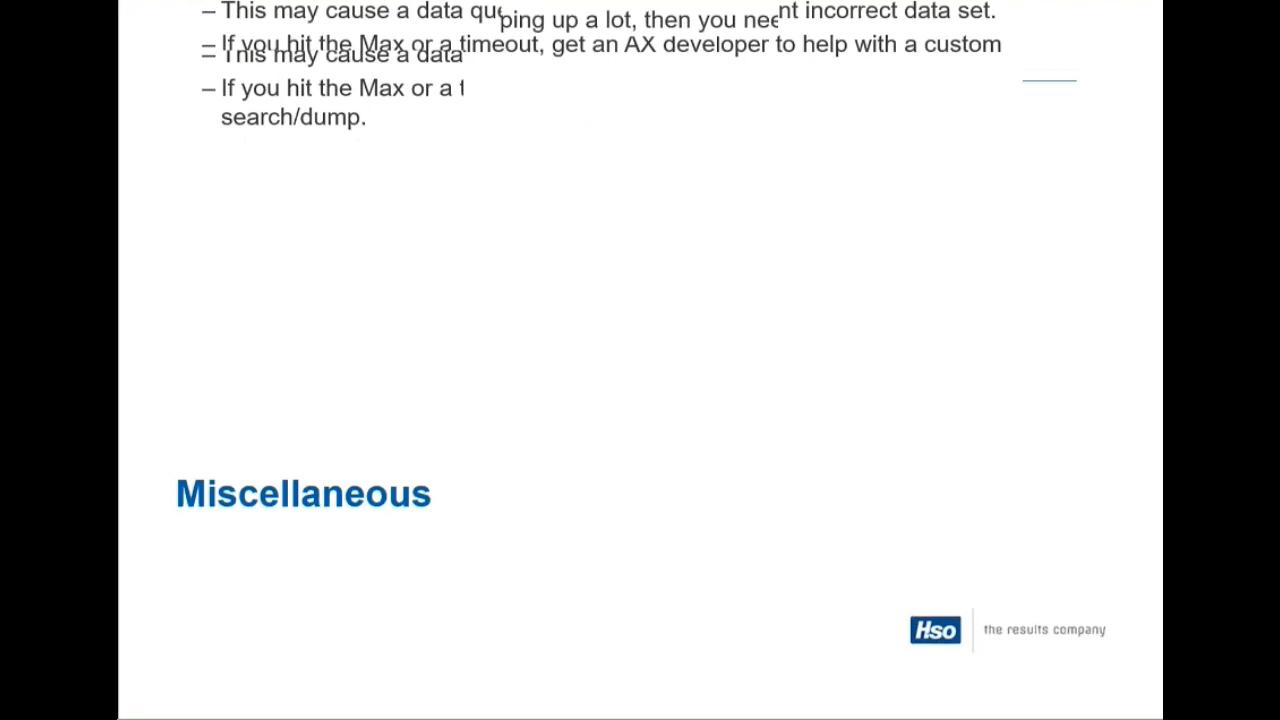 – This may cause a data
ping up a lot, then you
nt incorrect data set.
– If you hit the Max or a timeout, get an AX developer to help with a custom
– This may cause a data
– If you hit the Max or a
search/dump.
Miscellaneous
Hso
the results company